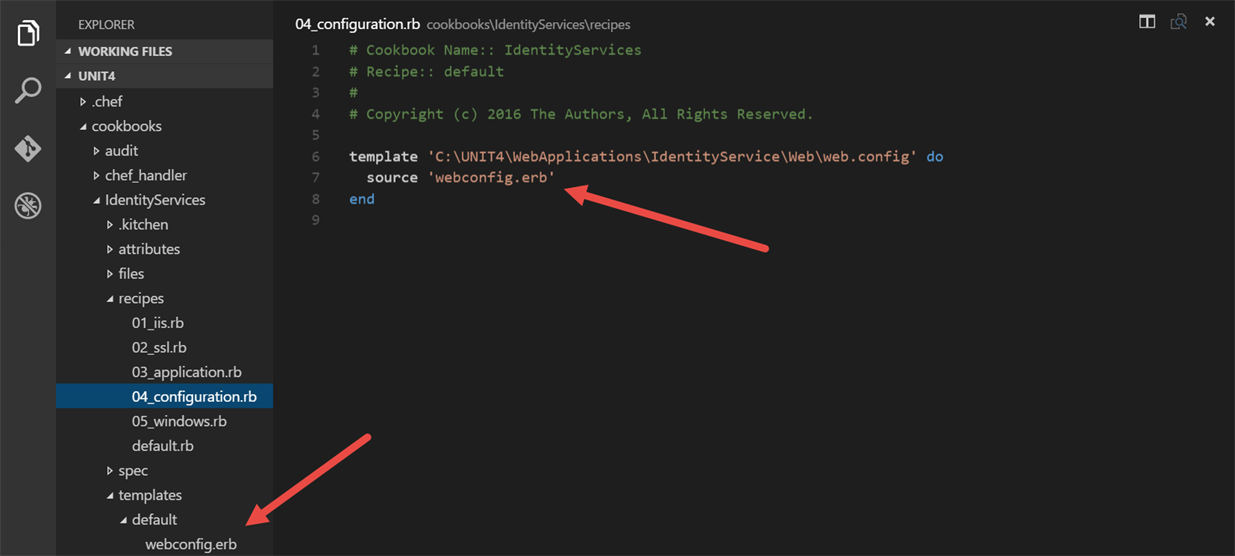 EXPLORER
WORKING FILES
UNIT4
.chef
cookbooks
audit
chef_handler
IdentityServices
.kitchen
attributes
files
recipes
01_iis.rb
02_ssl.rb
03_application.rb
04_configuration.rb
05_windows.rb
default.rb
spec
templates
default
webconfig.erb
04_configuration.rb cookbooks\IdentityServices\recipes
1 # Cookbook Name:: IdentityServices
2 # Recipe:: default
3 #
4 # Copyright (c) 2016 The Authors, All Rights Reserved.
5
6 template 'C:\UNIT4\WebApplications\IdentityService\Web\web.config' do
7   source 'webconfig.erb'
8 end
9